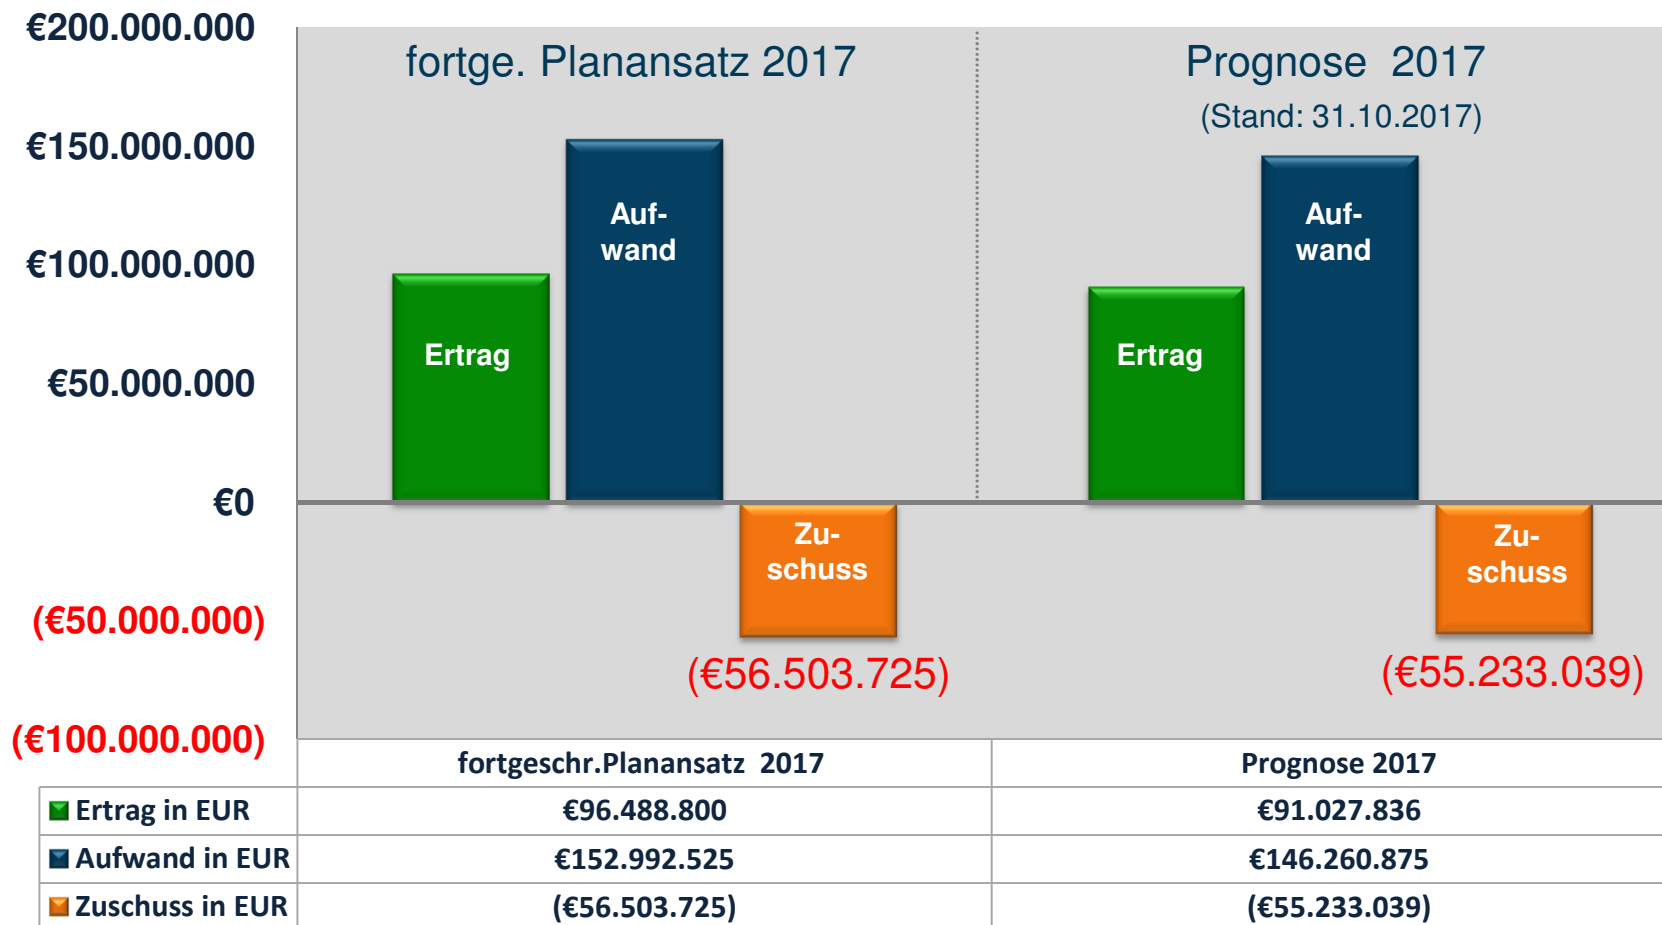 €200.000.000
€150.000.000
€100.000.000
€50.000.000
€0
(€50.000.000)
(€100.000.000)
fortge. Planansatz 2017
Prognose 2017
(Stand: 31.10.2017)
Ertrag
Auf-
wand
Zu-
schuss
(€56.503.725)
Ertrag
Auf-
wand
Zu-
schuss
(€55.233.039)
fortgeschr.Planansatz 2017 Prognose 2017
Ertrag in EUR €96.488.800 €91.027.836
Aufwand in EUR €152.992.525 €146.260.875
Zuschuss in EUR (€56.503.725) (€55.233.039)